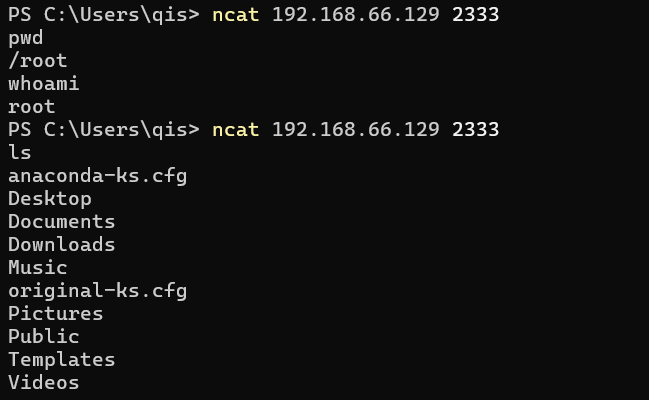 PS C:\Users\qis> ncat 192.168.66.129 2333
pwd
/root
whoami
root
PS C:\Users\qis> ncat 192.168.66.129 2333
ls
anaconda-ks.cfg
Desktop
Documents
Downloads
Music
original-ks.cfg
Pictures
Public
Templates
Videos